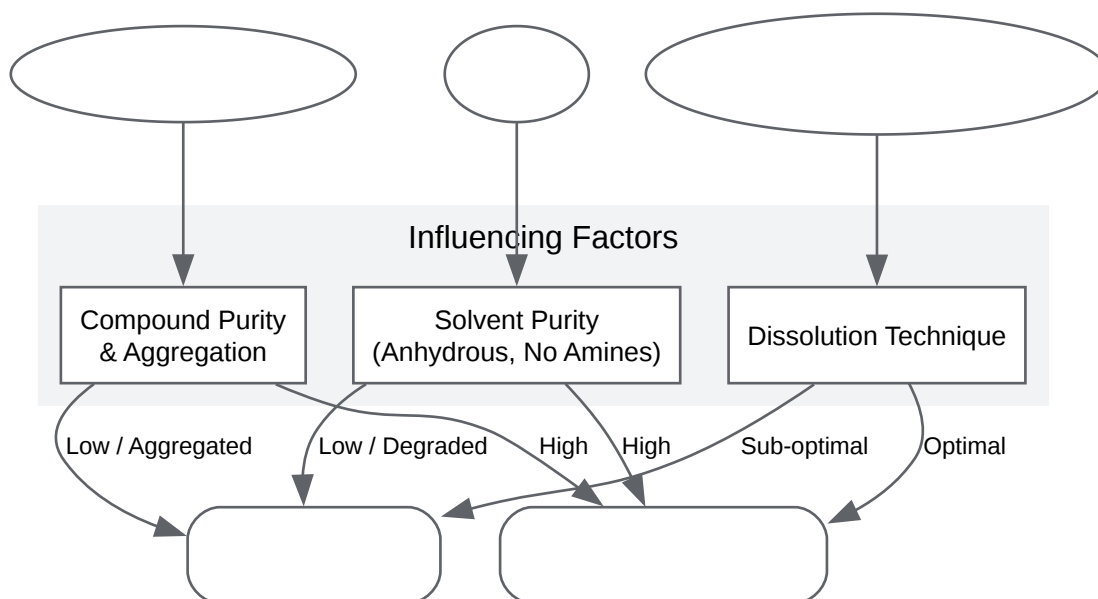 Influencing Factors
Compound Purity
& Aggregation
Solvent Purity
(Anhydrous, No Amines)
Dissolution Technique
Low / Aggregated
Low / Degraded
High
High
Sub-optimal
Optimal